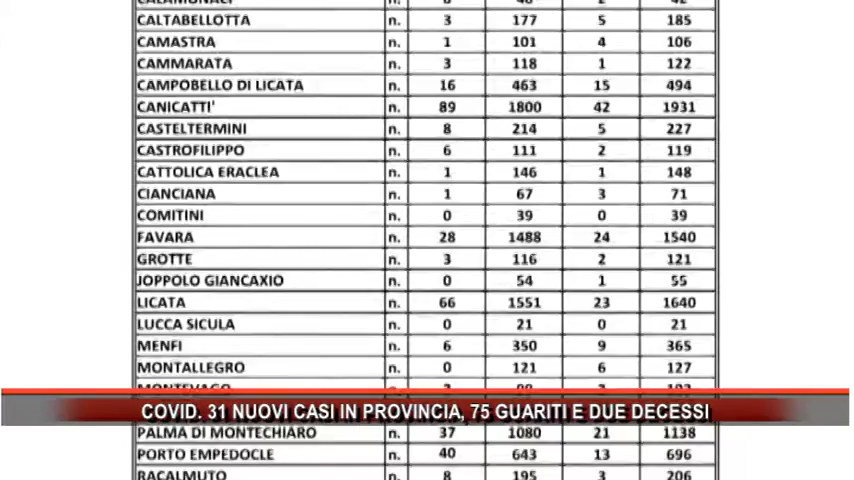 CALTABELLOTTA n. 3 177 5 185
CAMASTRA n. 1 101 4 106
CAMMARATA n. 3 118 1 122
CAMPOBELLO DI LICATA n. 16 463 15 494
CANICATTI' n. 89 1800 42 1931
CASTELTERMINI n. 8 214 5 227
CASTROFILIPPO n. 6 111 2 119
CATTOLICA ERACLEA n. 1 146 1 148
CIANCIANA n. 1 67 3 71
COMITINI n. 0 39 0 39
FAVARA n. 28 1488 24 1540
GROTTE n. 3 116 2 121
JOPPOLO GIANCAXIO n. 0 54 1 55
LICATA n. 66 1551 23 1640
LUCCA SICULA n. 0 21 0 21
MENFI n. 6 350 9 365
MONTALLEGRO n. 0 121 6 127
COVID. 31 NUOVI CASI IN PROVINCIA, 75 GUARITI E DUE DECESSI
PALMA DI MONTECHIARO n. 37 1080 21 1138
PORTO EMPEDOCLE n. 40 643 13 696
RACALMUTO n. 8 195 3 206